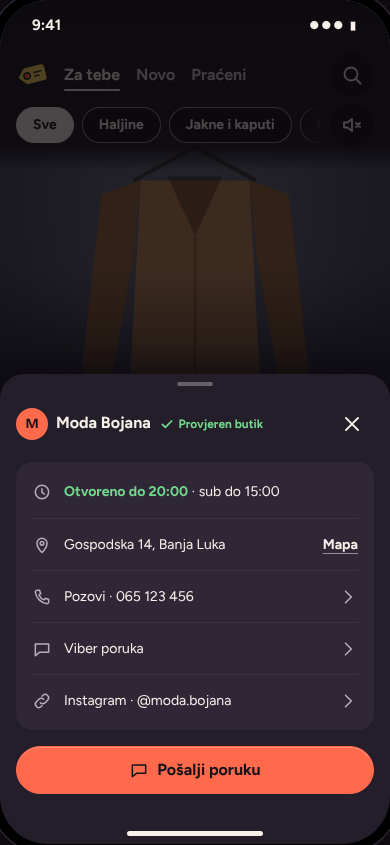 9:41
Za tebe Novo Praćeni
Sve Haljine Jakne i kaputi
M Moda Bojana Provjeren butik
Otvoreno do 20:00 · sub do 15:00
Gospodska 14, Banja Luka Mapa
Pozovi · 065 123 456
Viber poruka
Instagram · @moda.bojana
Pošalji poruku